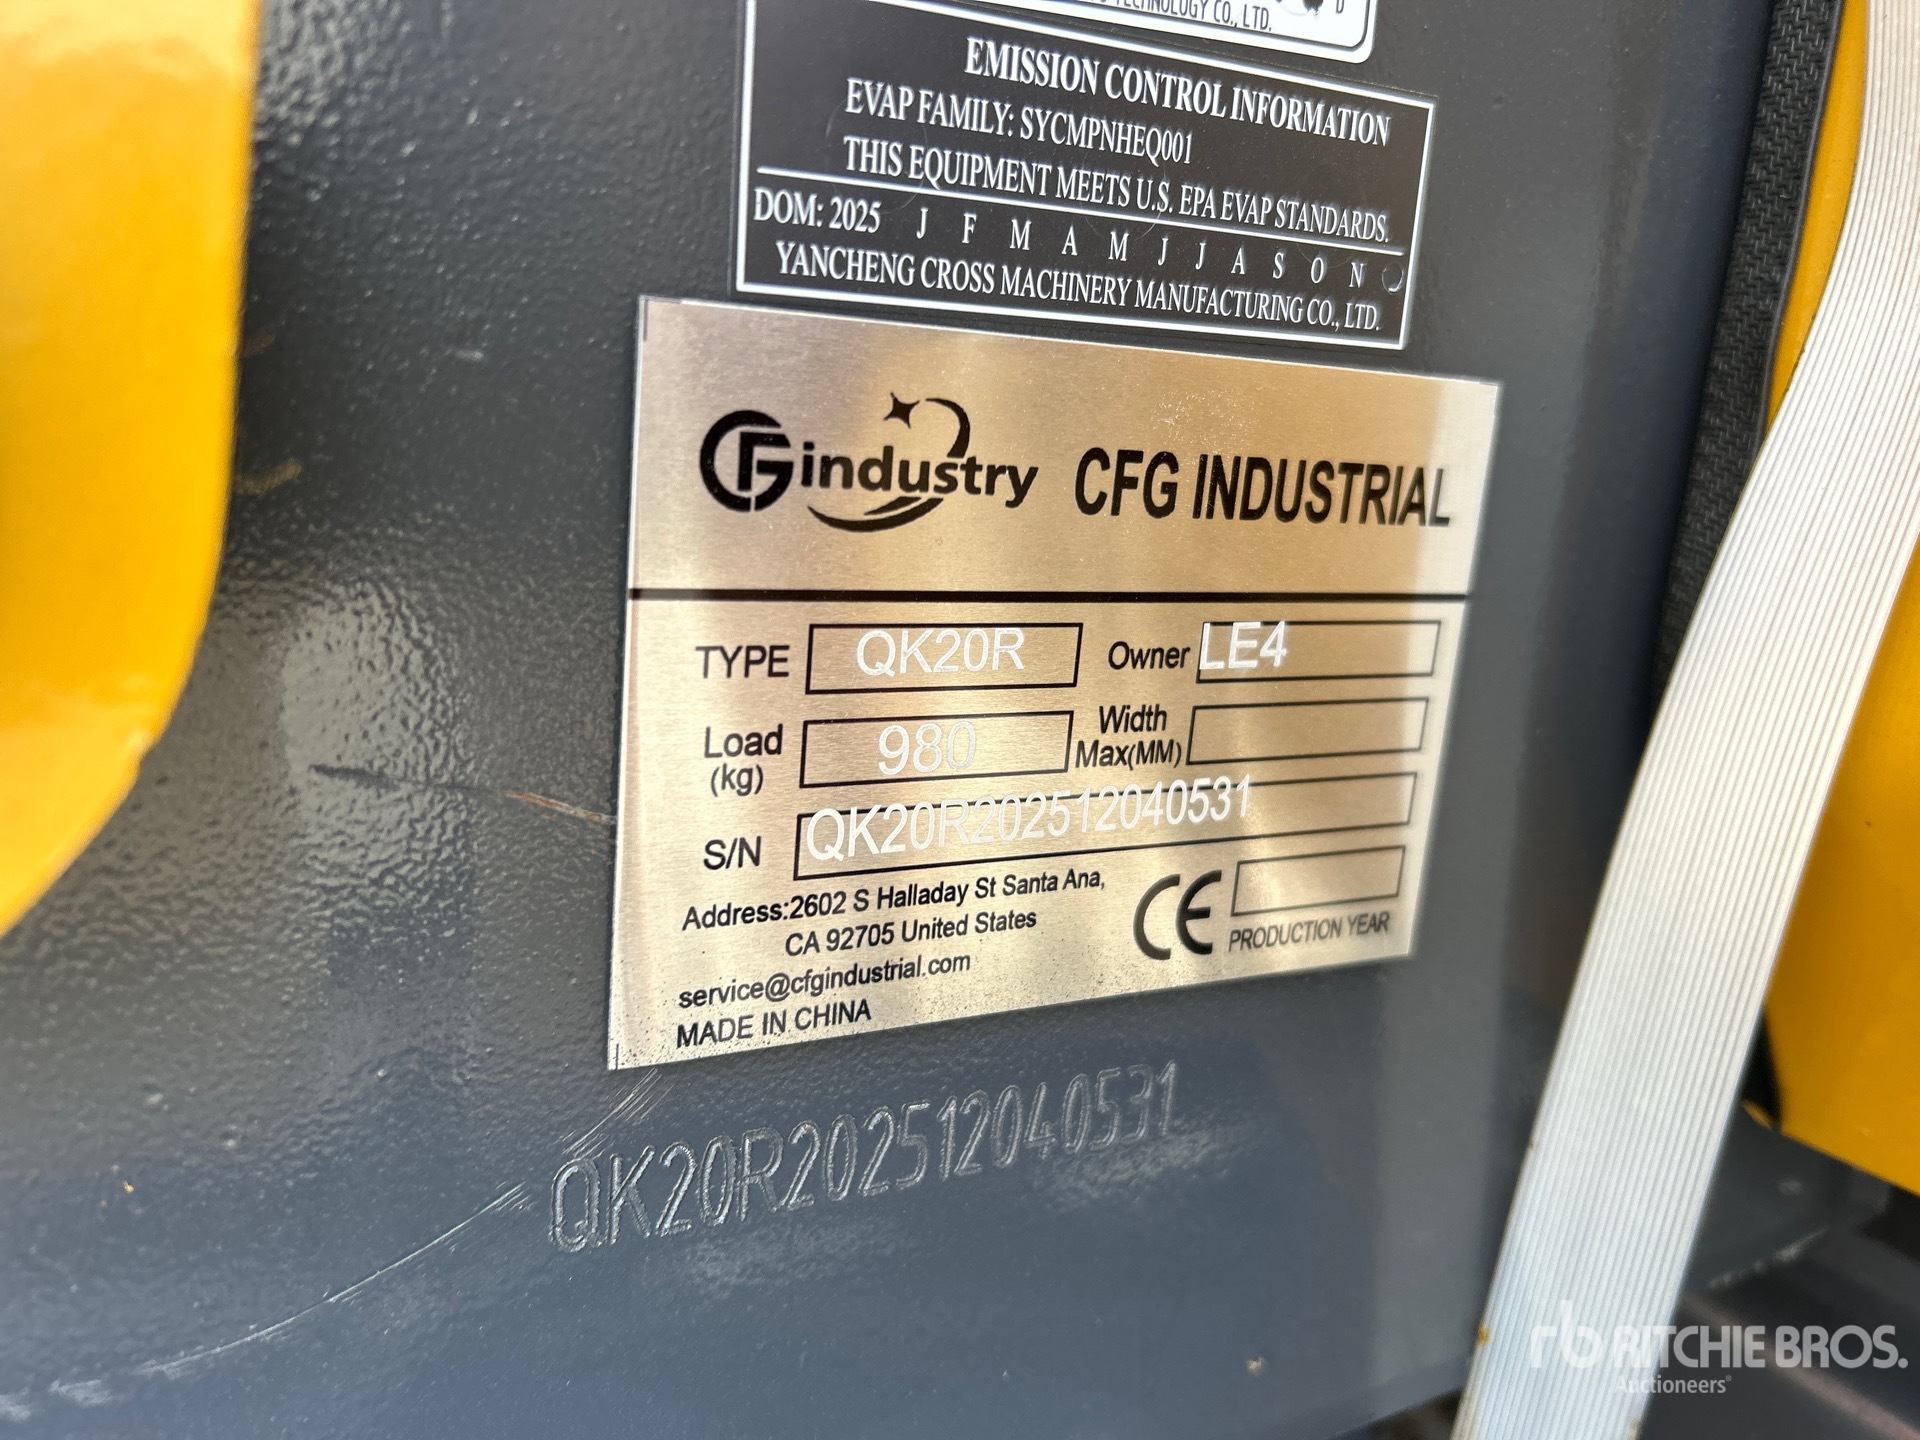 TECHNOLOGY CO., LTD.
D
EMISSION CONTROL INFORMATION
EVAP FAMILY: SYCMPNHEQ001
THIS EQUIPMENT MEETS U.S. EPA EVAP STANDARDS.
DOM: 2025 J F M A M J J A S O N
YANCHENG CROSS MACHINERY MANUFACTURING CO., LTD.
CFG industry CFG INDUSTRIAL
TYPE QK20R Owner LE4
Load (kg) 980 Width Max(MM)
S/N QK20R202512040531
Address:2602 S Halladay St Santa Ana,
CA 92705 United States
service@cfgindustrial.com
MADE IN CHINA
CE PRODUCTION YEAR
QK20R202512040531
rb RITCHIE BROS.
Auctioneers®